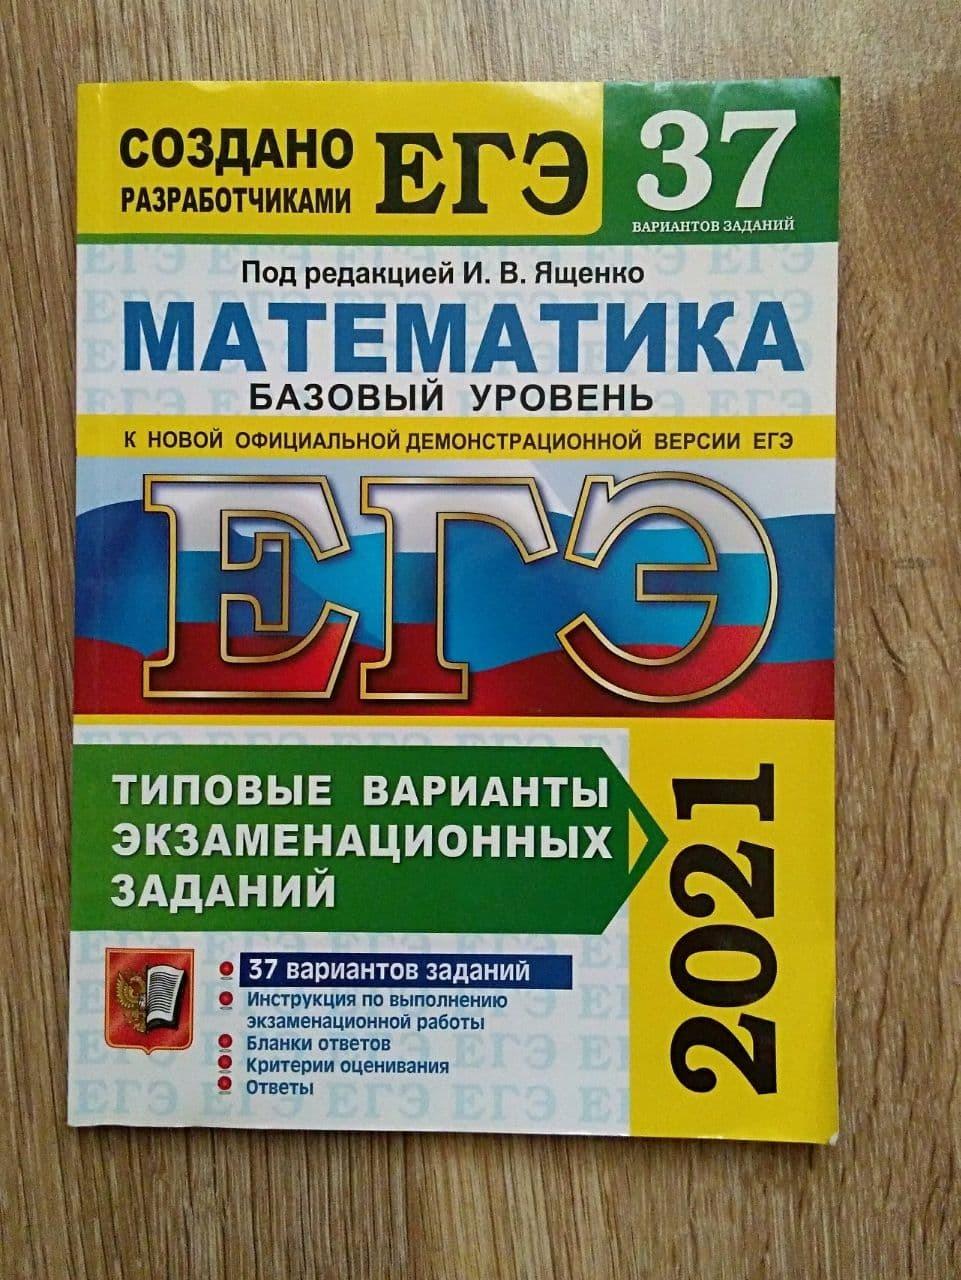 СОЗДАНО
РАЗРАБОТЧИКАМИ
ЕГЭ
37
ВАРИАНТОВ ЗАДАНИЙ
Под редакцией И. В. Ященко
МАТЕМАТИКА
БАЗОВЫЙ УРОВЕНЬ
К НОВОЙ ОФИЦИАЛЬНОЙ ДЕМОНСТРАЦИОННОЙ ВЕРСИИ ЕГЭ
ЕГЭ
ТИПОВЫЕ ВАРИАНТЫ
ЭКЗАМЕНАЦИОННЫХ
ЗАДАНИЙ
2021
37 вариантов заданий
Инструкция по выполнению
экзаменационной работы
Бланки ответов
Критерии оценивания
Ответы